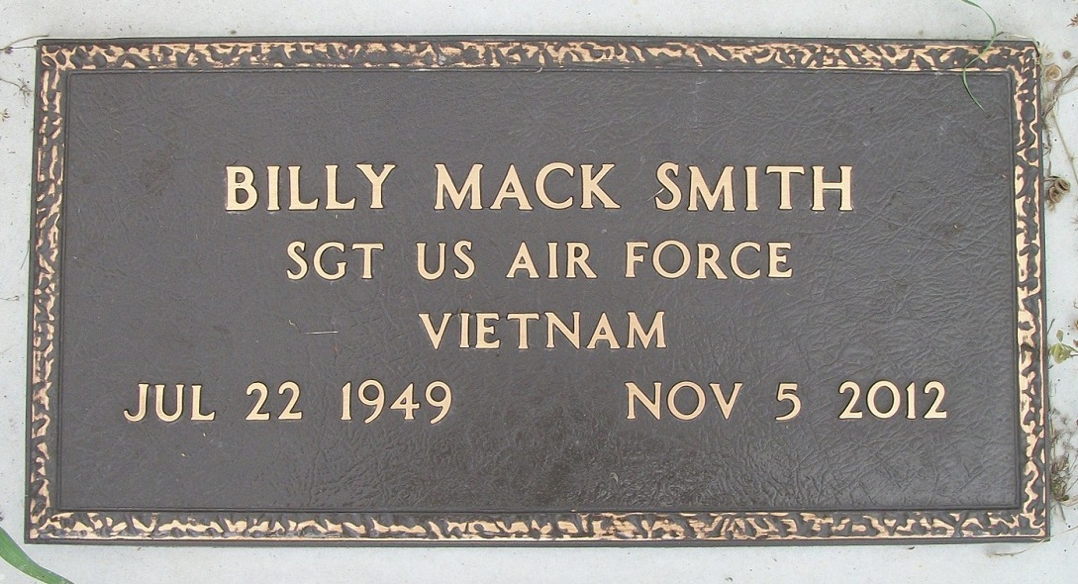 BILLY MACK SMITH
SGT US AIR FORCE
VIETNAM
JUL 22 1949 NOV 5 2012